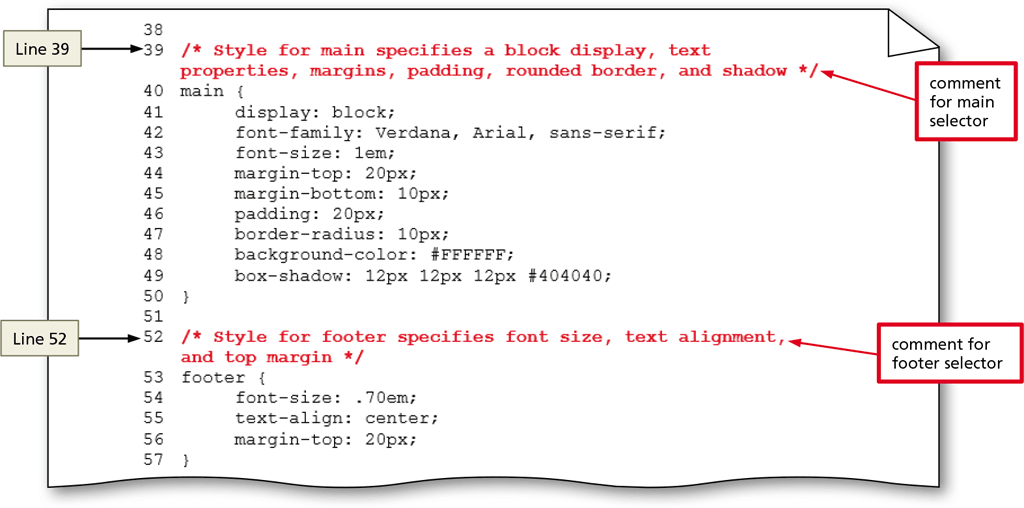 38
Line 39
39 /* Style for main specifies a block display, text
properties, margins, padding, rounded border, and shadow */
comment
for main
selector
40 main {
41 display: block;
42 font-family: Verdana, Arial, sans-serif;
43 font-size: 1em;
44 margin-top: 20px;
45 margin-bottom: 10px;
46 padding: 20px;
47 border-radius: 10px;
48 background-color: #FFFFFF;
49 box-shadow: 12px 12px 12px #404040;
50 }
51
Line 52
52 /* Style for footer specifies font size, text alignment,
and top margin */
comment for
footer selector
53 footer {
54 font-size: .70em;
55 text-align: center;
56 margin-top: 20px;
57 }